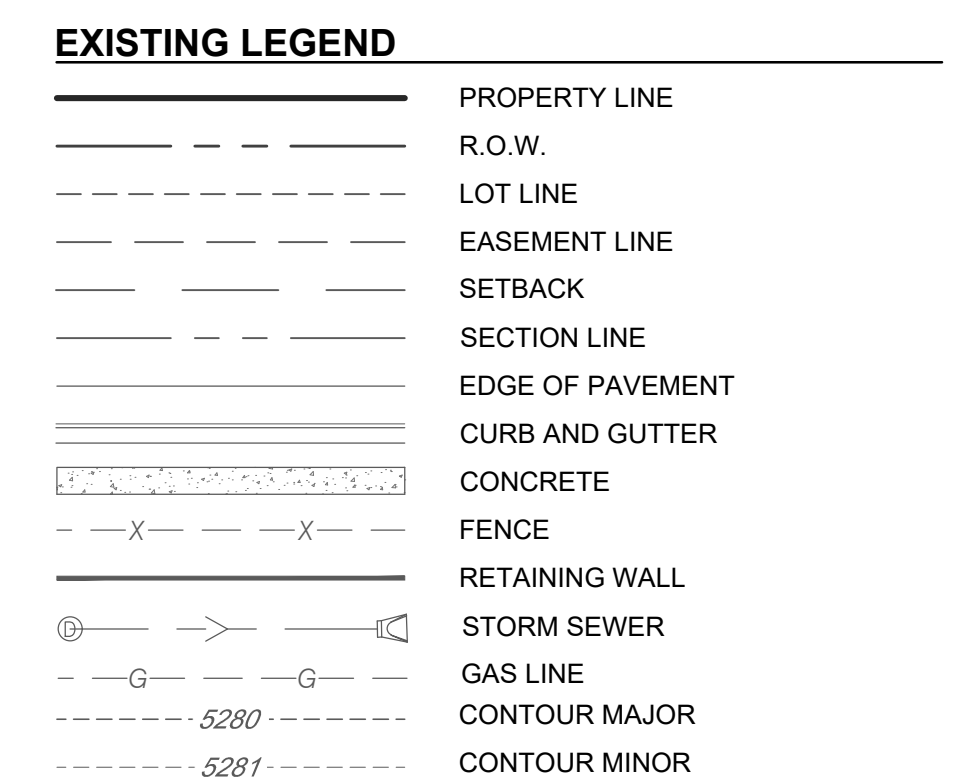 EXISTING LEGEND
PROPERTY LINE
R.O.W.
LOT LINE
EASEMENT LINE
SETBACK
SECTION LINE
EDGE OF PAVEMENT
CURB AND GUTTER
CONCRETE
X X FENCE
RETAINING WALL
D STORM SEWER
G G GAS LINE
5280 CONTOUR MAJOR
5281 CONTOUR MINOR